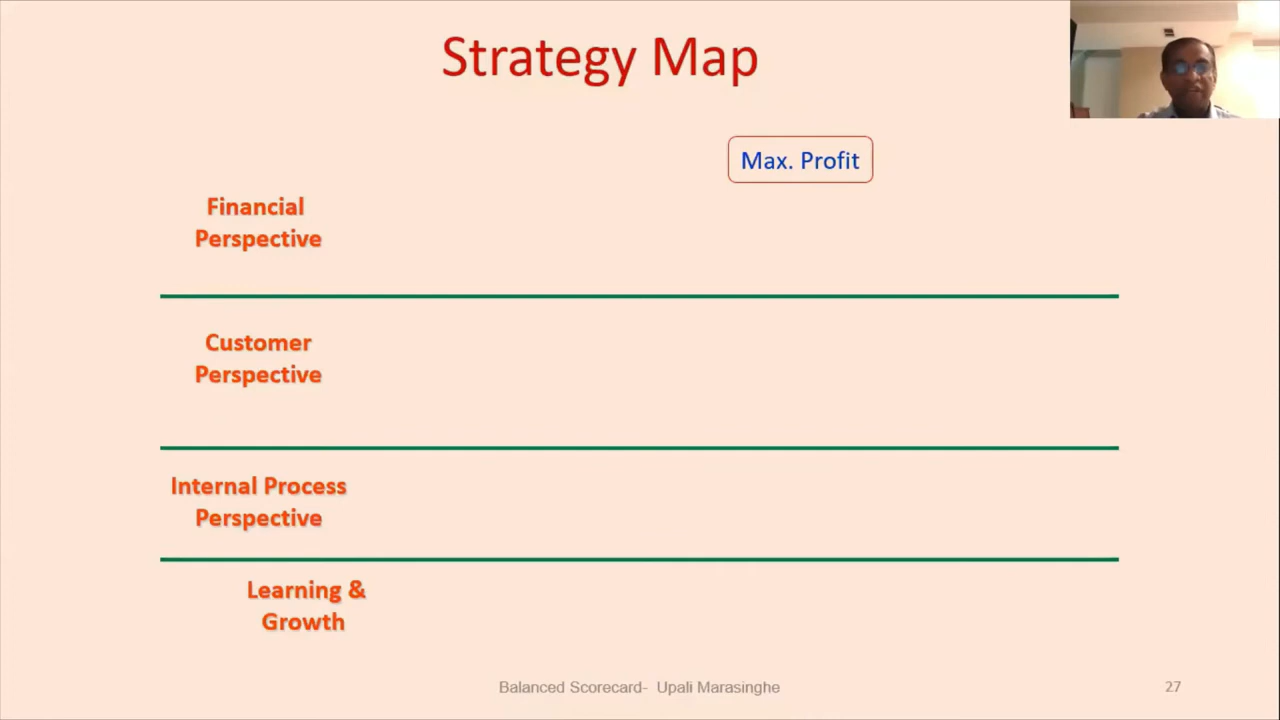 Strategy Map
Max. Profit
Financial
Perspective
Customer
Perspective
Internal Process
Perspective
Learning &
Growth
Balanced Scorecard-  Upali Marasinghe
27